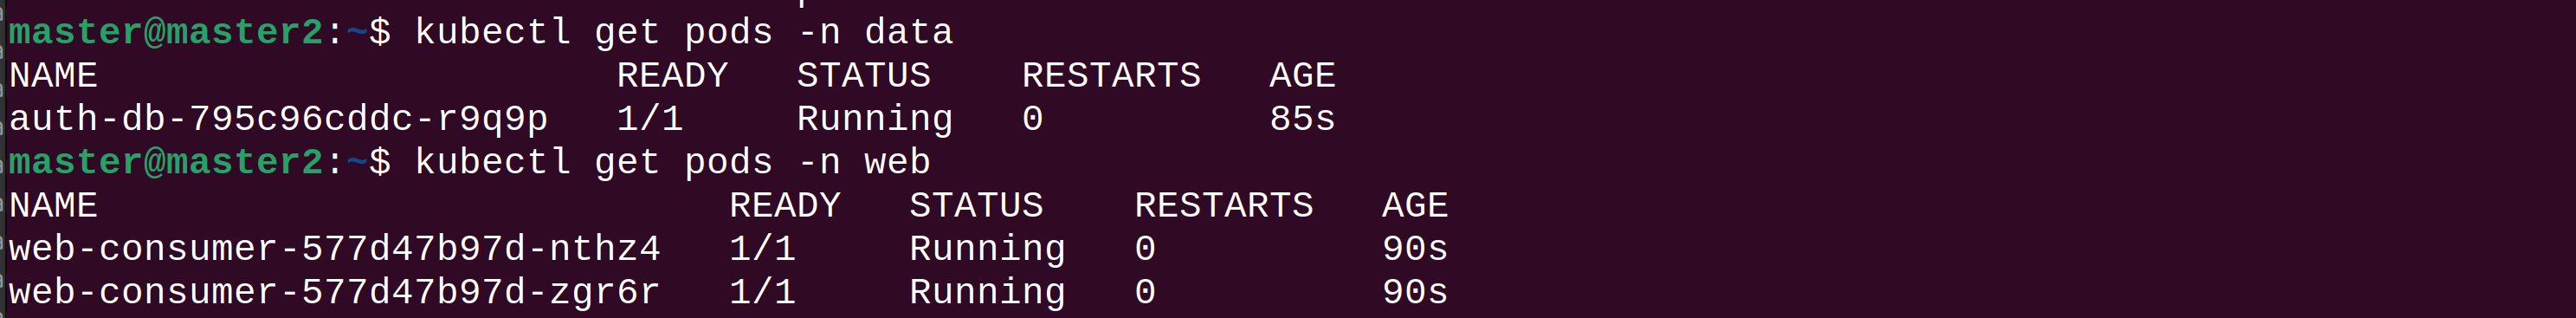 master@master2:~$ kubectl get pods -n data
NAME                       READY   STATUS    RESTARTS   AGE
auth-db-795c96cddc-r9q9p   1/1     Running   0          85s
master@master2:~$ kubectl get pods -n web
NAME                            READY   STATUS    RESTARTS   AGE
web-consumer-577d47b97d-nthz4   1/1     Running   0          90s
web-consumer-577d47b97d-zgr6r   1/1     Running   0          90s